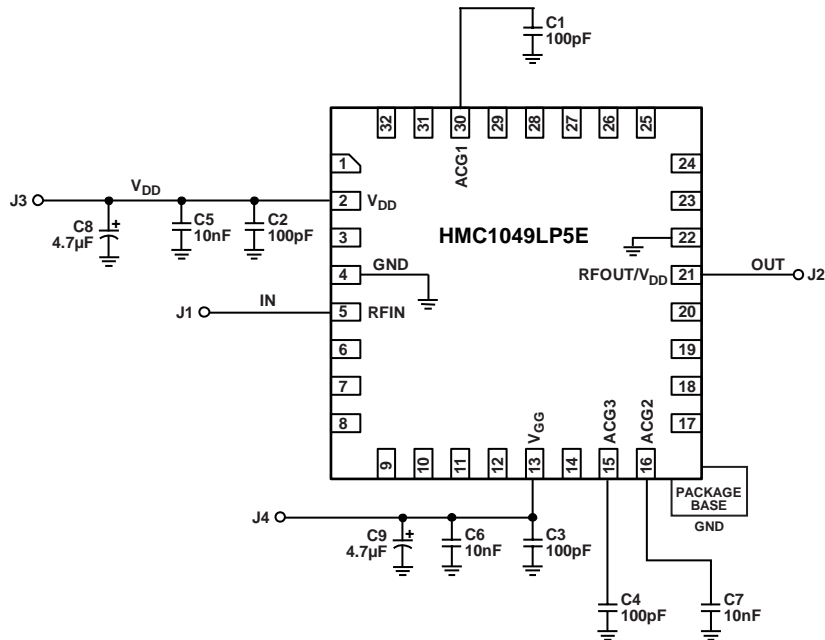 C1
100pF
32
31
30
29
28
27
26
25
ACG1
1
24
J3
VDD
2
VDD
23
C8
4.7µF
+
C5
10nF
C2
100pF
3
HMC1049LP5E
22
4
GND
RFOUT/VDD
21
OUT
J2
J1
IN
5
RFIN
20
6
19
7
18
8
17
VGG
ACG3
ACG2
9
10
11
12
13
14
15
16
PACKAGE
BASE
GND
J4
C9
4.7µF
+
C6
10nF
C3
100pF
C4
100pF
C7
10nF